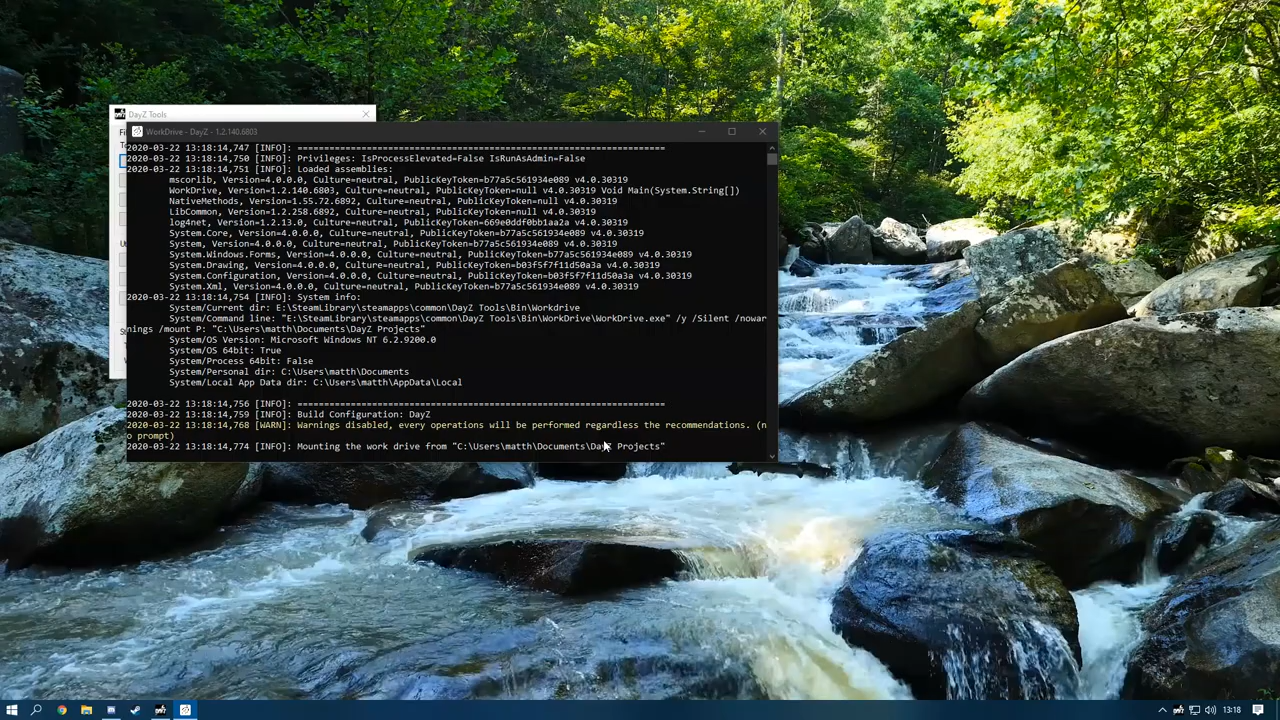 DayZ Tools
WorkDrive - DayZ - 1.2.140.6803
2020-03-22 13:18:14,747 [INFO]: ======================================================================
2020-03-22 13:18:14,750 [INFO]: Privileges: IsProcessElevated=False IsRunAsAdmin=False
2020-03-22 13:18:14,751 [INFO]: Loaded assemblies:
mscorlib, Version=4.0.0.0, Culture=neutral, PublicKeyToken=b77a5c561934e089 v4.0.30319
WorkDrive, Version=1.2.140.6803, Culture=neutral, PublicKeyToken=null v4.0.30319 Void Main(System.String[])
NativeMethods, Version=1.55.72.6892, Culture=neutral, PublicKeyToken=null v4.0.30319
LibCommon, Version=1.2.258.6892, Culture=neutral, PublicKeyToken=null v4.0.30319
log4net, Version=1.2.13.0, Culture=neutral, PublicKeyToken=669e0ddf0bb1aa2a v4.0.30319
System.Core, Version=4.0.0.0, Culture=neutral, PublicKeyToken=b77a5c561934e089 v4.0.30319
System, Version=4.0.0.0, Culture=neutral, PublicKeyToken=b77a5c561934e089 v4.0.30319
System.Windows.Forms, Version=4.0.0.0, Culture=neutral, PublicKeyToken=b77a5c561934e089 v4.0.30319
System.Drawing, Version=4.0.0.0, Culture=neutral, PublicKeyToken=b03f5f7f11d50a3a v4.0.30319
System.Configuration, Version=4.0.0.0, Culture=neutral, PublicKeyToken=b03f5f7f11d50a3a v4.0.30319
System.Xml, Version=4.0.0.0, Culture=neutral, PublicKeyToken=b77a5c561934e089 v4.0.30319
2020-03-22 13:18:14,754 [INFO]: System info:
System/Current dir: E:\SteamLibrary\steamapps\common\DayZ Tools\Bin\Workdrive
System/Command line: "E:\SteamLibrary\steamapps\common\DayZ Tools\Bin\WorkDrive\WorkDrive.exe" /y /Silent /nowar
nings /mount P: "C:\Users\matth\Documents\DayZ Projects"
System/OS Version: Microsoft Windows NT 6.2.9200.0
System/OS 64bit: True
System/Process 64bit: False
System/Personal dir: C:\Users\matth\Documents
System/Local App Data dir: C:\Users\matth\AppData\Local
2020-03-22 13:18:14,756 [INFO]: ======================================================================
2020-03-22 13:18:14,759 [INFO]: Build Configuration: DayZ
2020-03-22 13:18:14,768 [WARN]: Warnings disabled, every operations will be performed regardless the recommendations. (n
o prompt)
2020-03-22 13:18:14,774 [INFO]: Mounting the work drive from "C:\Users\matth\Documents\DayZ Projects"
13:18